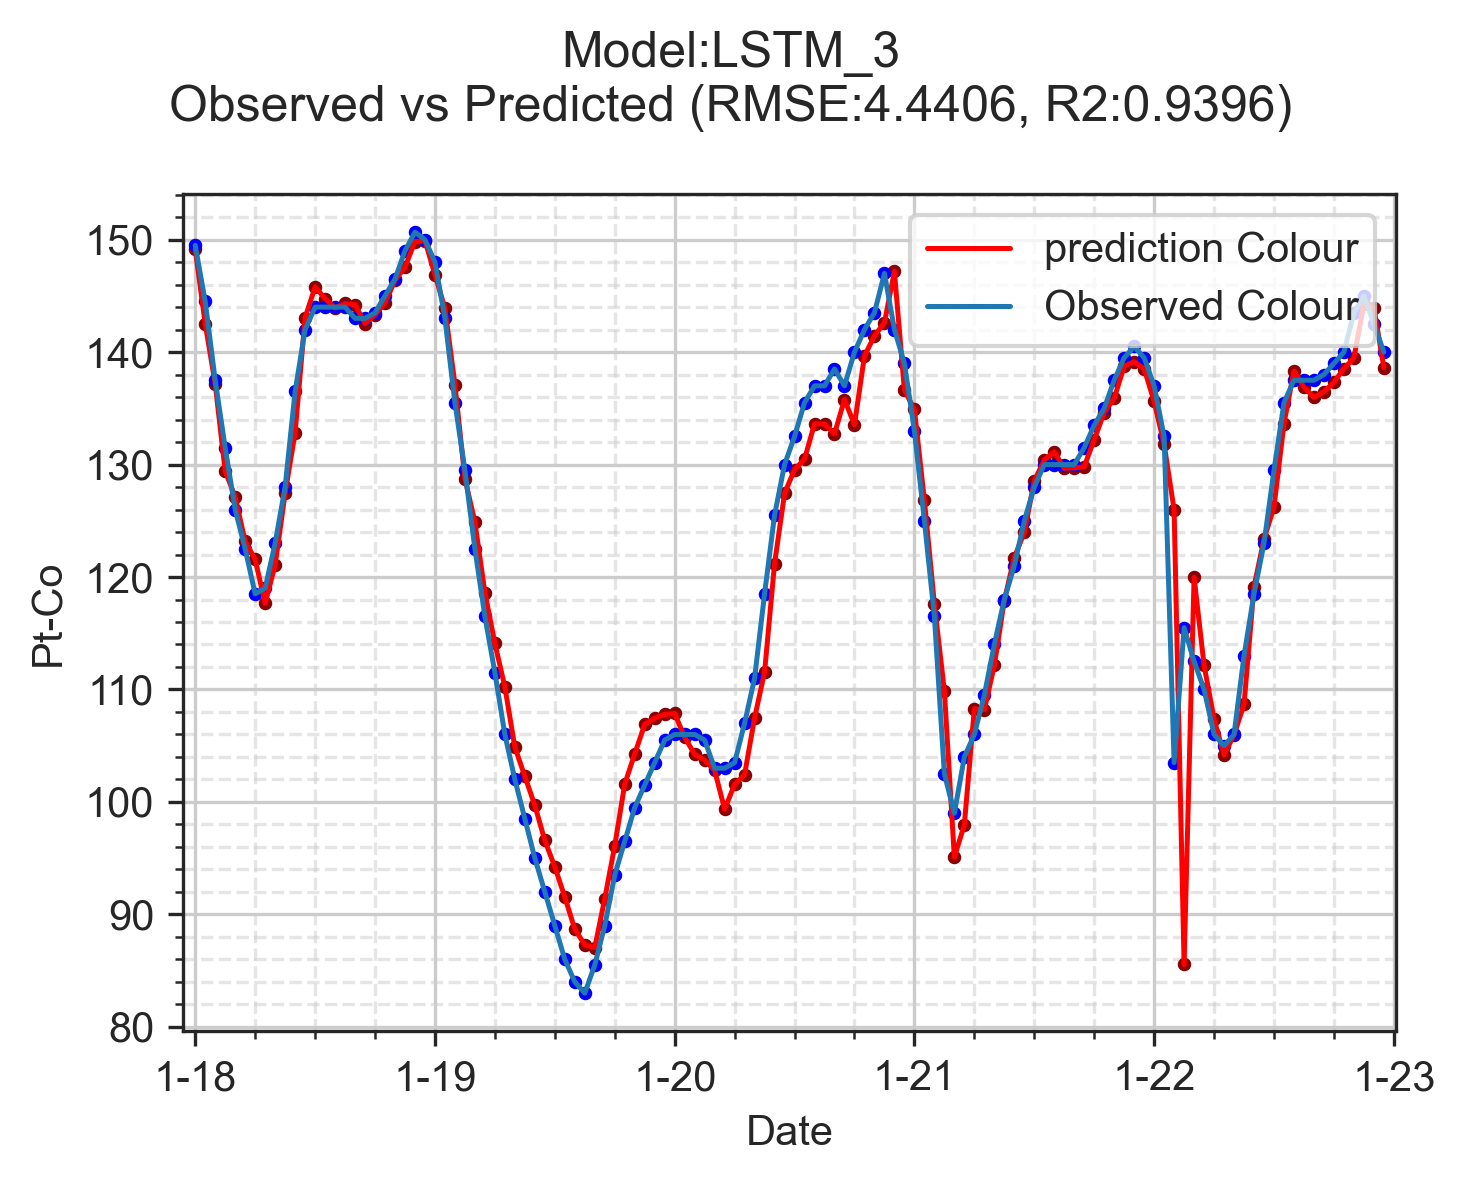 Model:LSTM_3
Observed vs Predicted (RMSE:4.4406, R2:0.9396)
prediction Colour
Observed Colour
150
140
130
120
110
100
90
80
Pt-Co
1-18
1-19
1-20
1-21
1-22
1-23
Date